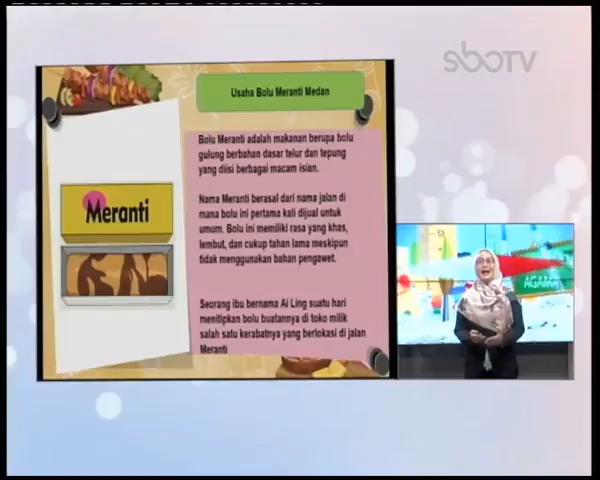 sboTV
Usaha Bolu Meranti Medan
Bolu Meranti adalah makanan berupa bolu
gulung berbahan dasar telur dan tepung
yang diisi berbagai macam isian.
Nama Meranti berasal dari nama jalan di
mana bolu ini pertama kali dijual untuk
umum. Bolu ini memiliki rasa yang khas,
lembut, dan cukup tahan lama meskipun
tidak menggunakan bahan pengawet.
Seorang ibu bernama Ai Ling suatu hari
menitipkan bolu buatannya di toko milik
salah satu kerabatnya yang berlokasi di jalan
Meranti
Meranti
AGAMA